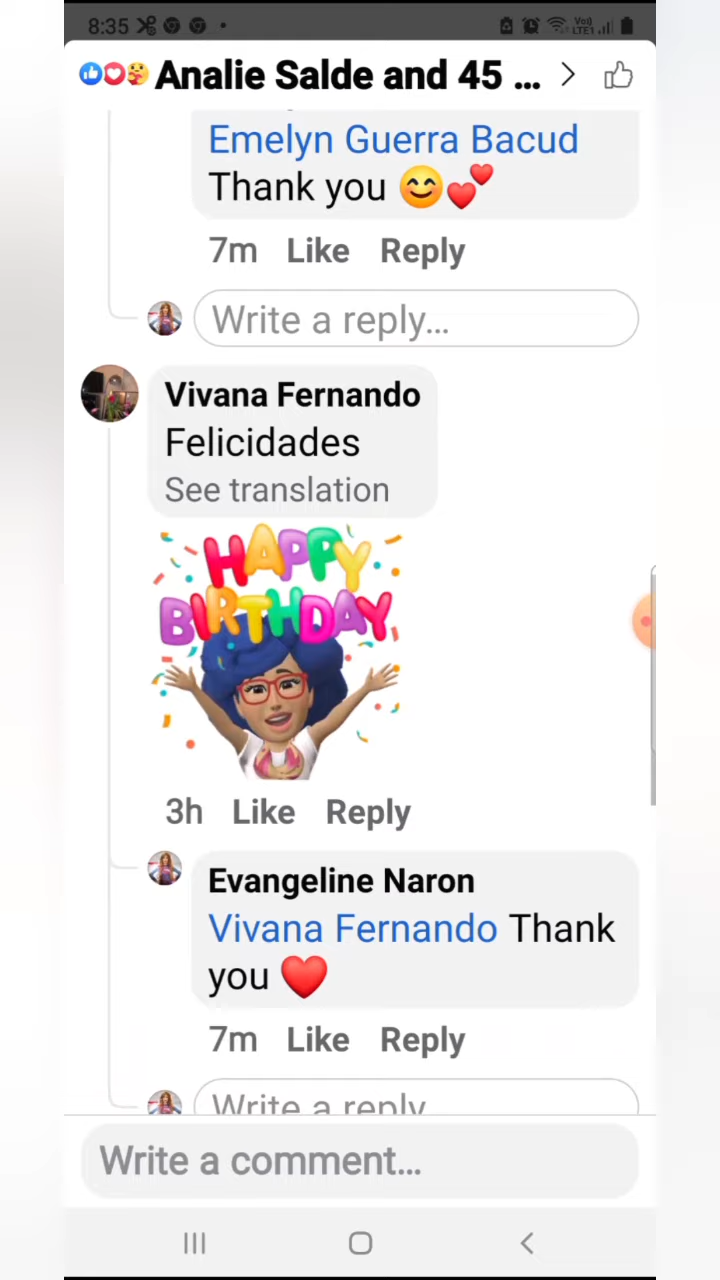 8:35
Vo)
LTE1
Analie Salde and 45 ...
Emelyn Guerra Bacud
Thank you 😊💕
7m Like Reply
Write a reply...
Vivana Fernando
Felicidades
See translation
HAPPY
BIRTHDAY
3h Like Reply
Evangeline Naron
Vivana Fernando Thank
you ❤️
7m Like Reply
Write a reply
Write a comment...